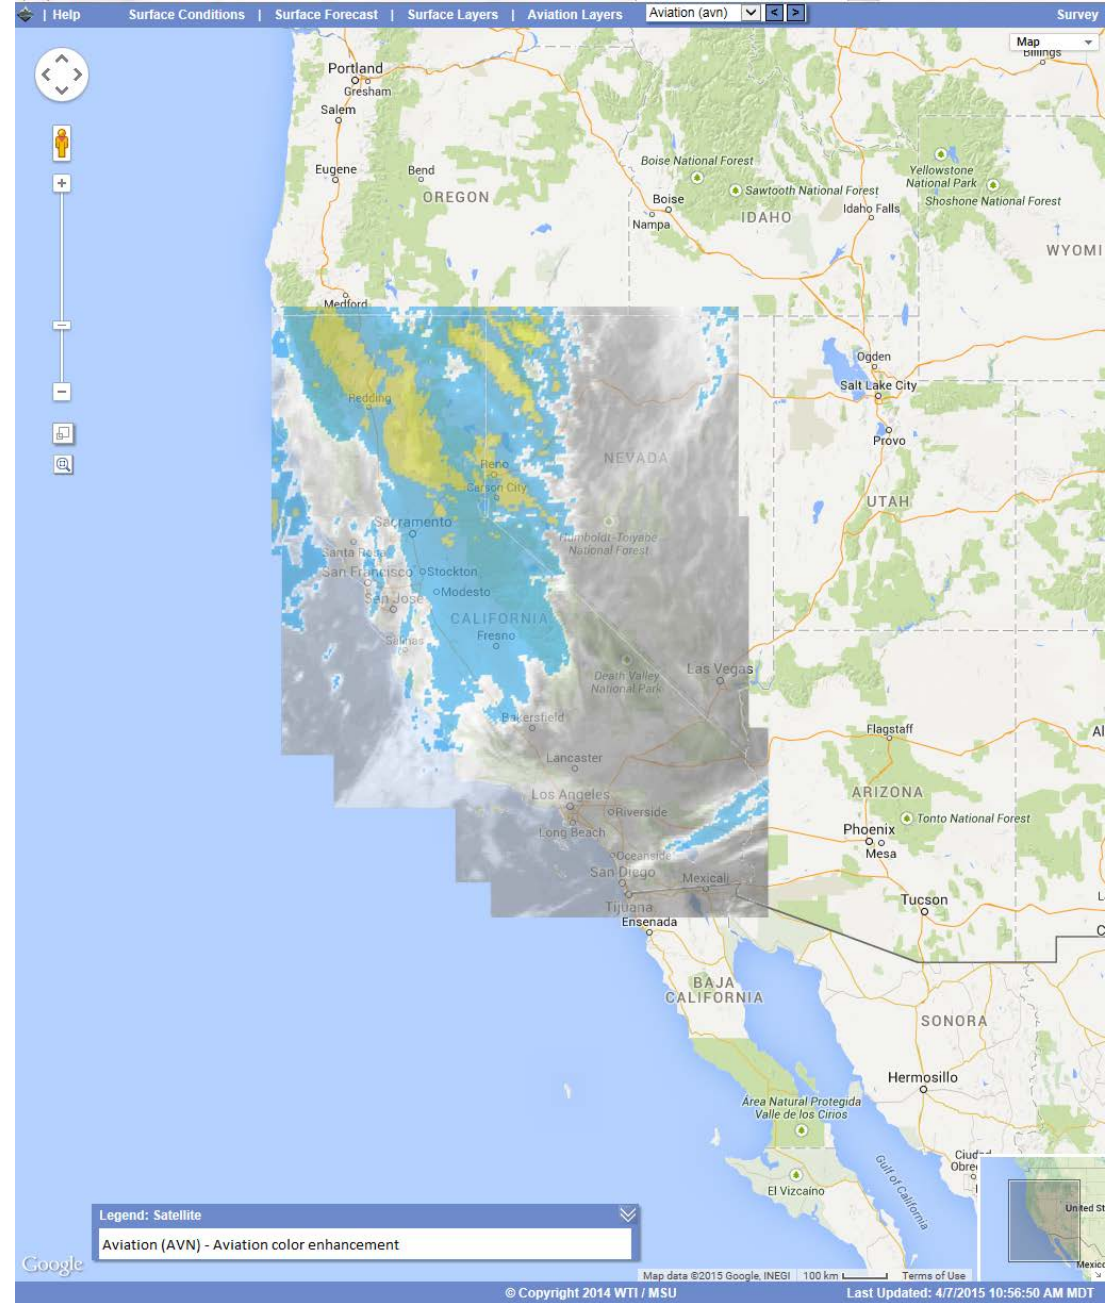 | Help Surface Conditions | Surface Forecast | Surface Layers | Aviation Layers Aviation (avn) < > Survey
Map
Billings
Portland
Gresham
Salem
Eugene
Bend
OREGON
Boise National Forest
Sawtooth National Forest
Boise
Nampa
IDAHO
Idaho Falls
Yellowstone
National Park
Shoshone National Forest
WYOMI
Medford
Ogden
Salt Lake City
Provo
Redding
NEVADA
UTAH
Reno
Carson City
Sacramento
Humboldt-Toiyabe
National Forest
Santa Rosa
San Francisco
Stockton
San Jose
Modesto
CALIFORNIA
Salinas
Fresno
Death Valley
National Park
Las Vegas
Bakersfield
Flagstaff
Al
Lancaster
Los Angeles
Riverside
Long Beach
ARIZONA
Tonto National Forest
Phoenix
Mesa
Oceanside
San Diego
Mexicali
Tijuana
Ensenada
Tucson
L
C
BAJA
CALIFORNIA
SONORA
Hermosillo
Área Natural Protegida
Valle de los Cirios
Gulf of California
Ciud
Obre
El Vizcaíno
United St
Mexico
Legend: Satellite
Aviation (AVN) - Aviation color enhancement
Google
Map data ©2015 Google, INEGI 100 km Terms of Use
© Copyright 2014 WTI / MSU Last Updated: 4/7/2015 10:56:50 AM MDT